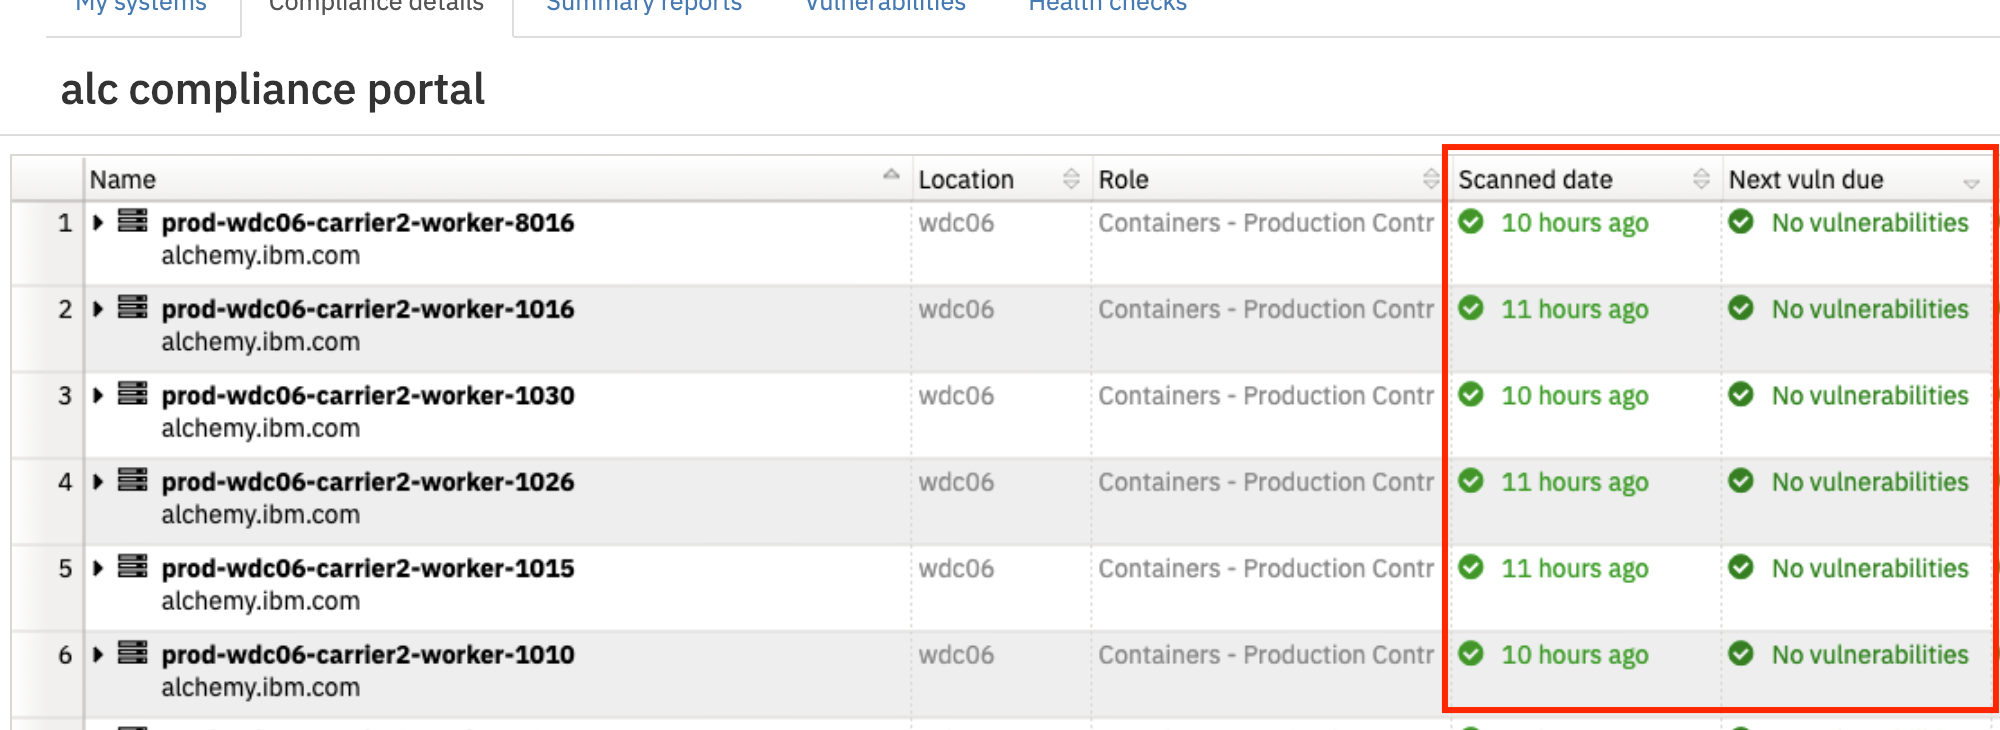 My systems Compliance details Summary reports Vulnerabilities Health checks
alc compliance portal
Name Location Role Scanned date Next vuln due
1 prod-wdc06-carrier2-worker-8016 wdc06 Containers - Production Contr 10 hours ago No vulnerabilities
alchemy.ibm.com
2 prod-wdc06-carrier2-worker-1016 wdc06 Containers - Production Contr 11 hours ago No vulnerabilities
alchemy.ibm.com
3 prod-wdc06-carrier2-worker-1030 wdc06 Containers - Production Contr 10 hours ago No vulnerabilities
alchemy.ibm.com
4 prod-wdc06-carrier2-worker-1026 wdc06 Containers - Production Contr 11 hours ago No vulnerabilities
alchemy.ibm.com
5 prod-wdc06-carrier2-worker-1015 wdc06 Containers - Production Contr 11 hours ago No vulnerabilities
alchemy.ibm.com
6 prod-wdc06-carrier2-worker-1010 wdc06 Containers - Production Contr 10 hours ago No vulnerabilities
alchemy.ibm.com